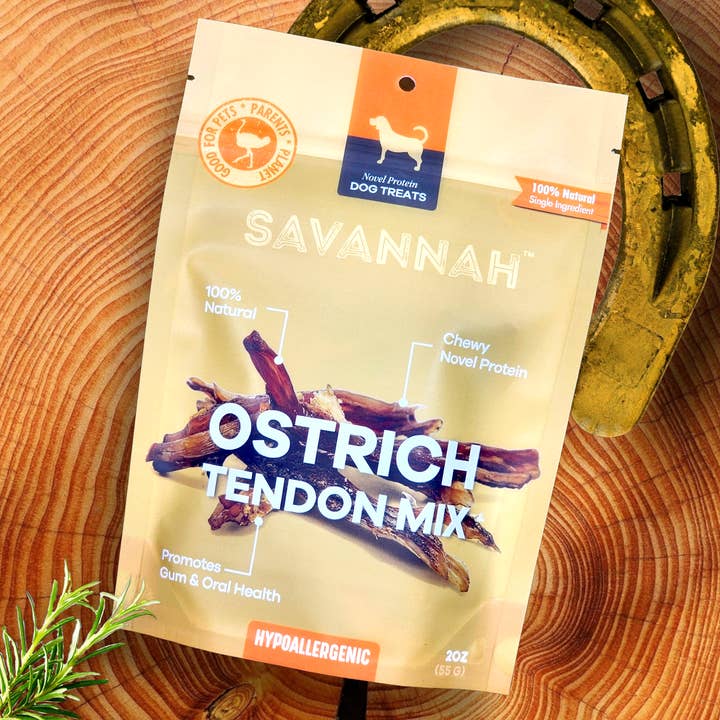 GOOD FOR PETS * PARENTS * PLANET
Novel Protein
DOG TREATS
100% Natural
Single Ingredient
SAVANNAH™
100%
Natural
Chewy
Novel Protein
OSTRICH
TENDON MIX
Promotes
Gum & Oral Health
HYPOALLERGENIC
2OZ
(55 G)